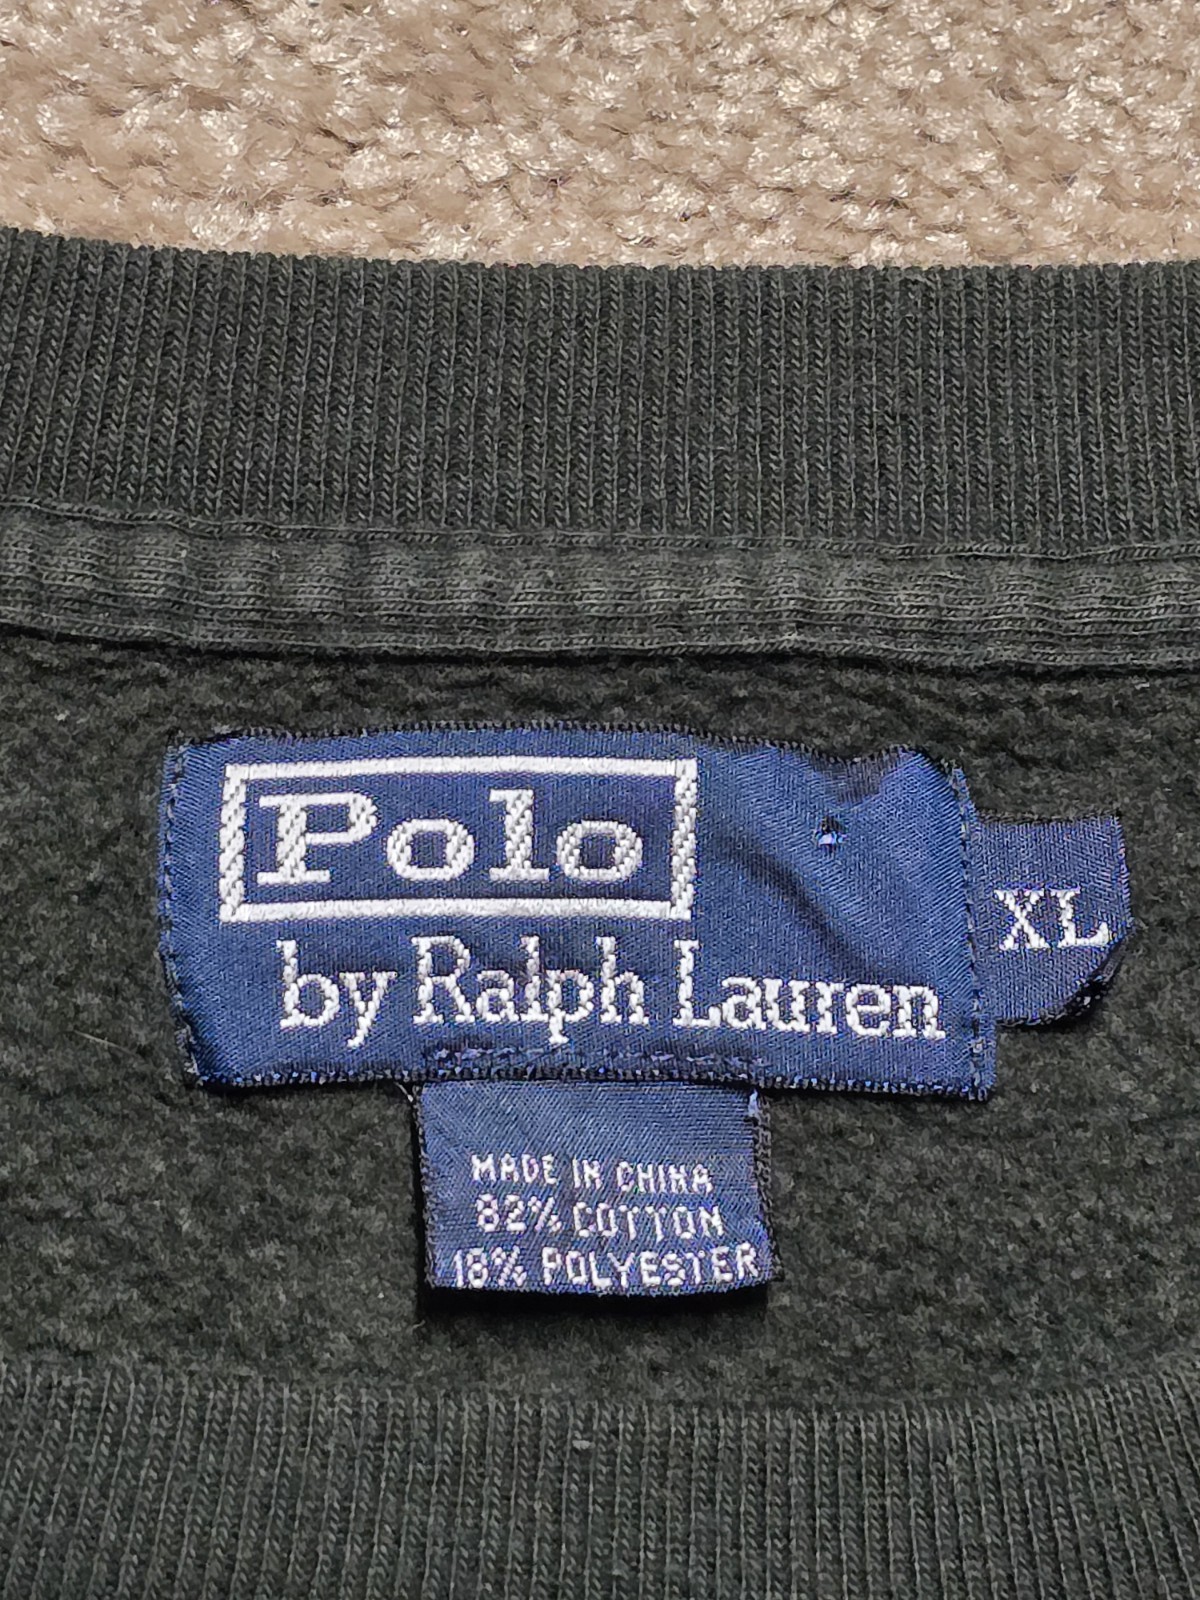 Polo
by Ralph Lauren
XL
MADE IN CHINA
82% COTTON
18% POLYESTER